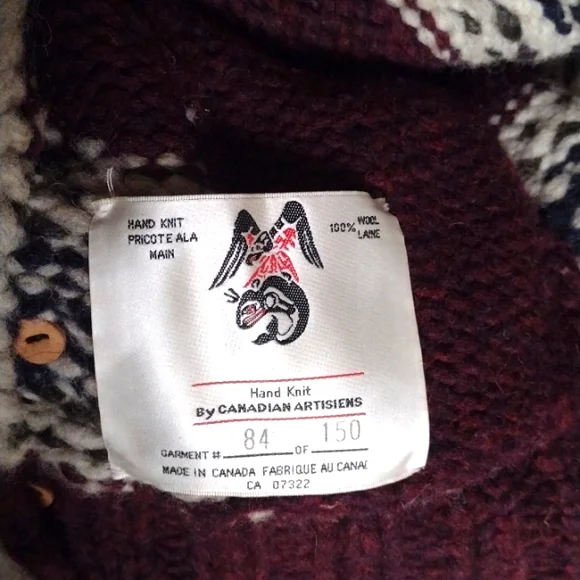 HAND KNIT
PRICOTE ALA
MAIN
100% WOOL
LAINE
Hand Knit
By CANADIAN ARTISIENS
GARMENT # 84 OF 150
MADE IN CANADA FABRIQUE AU CANA
CA 07322